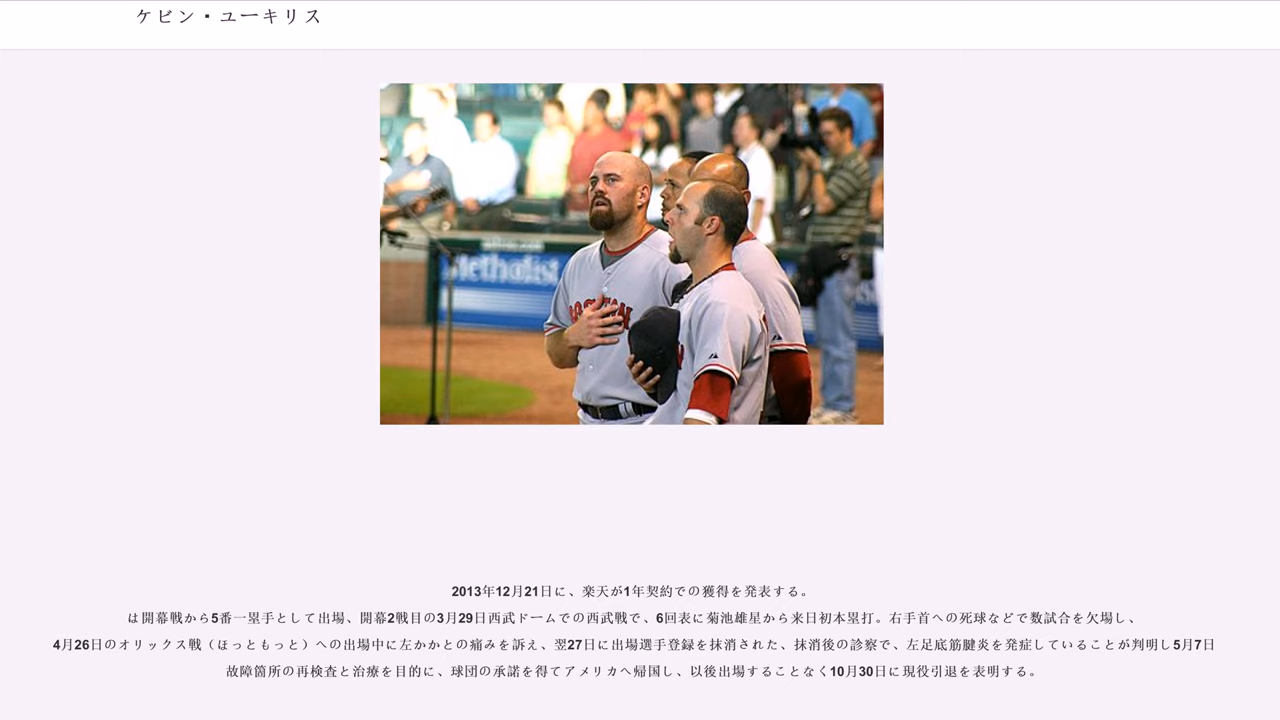 ケビン・ユーキリス
Methodist
BOSTON
2013年12月21日に、楽天が1年契約での獲得を発表する。
は開幕戦から5番一塁手として出場、開幕2戦目の3月29日西武ドームでの西武戦で、6回表に菊池雄星から来日初本塁打。右手首への死球などで数試合を欠場し、
4月26日のオリックス戦（ほっともっと）への出場中に左かかとの痛みを訴え、翌27日に出場選手登録を抹消された、抹消後の診察で、左足底筋腱炎を発症していることが判明し5月7日
故障箇所の再検査と治療を目的に、球団の承諾を得てアメリカへ帰国し、以後出場することなく10月30日に現役引退を表明する。